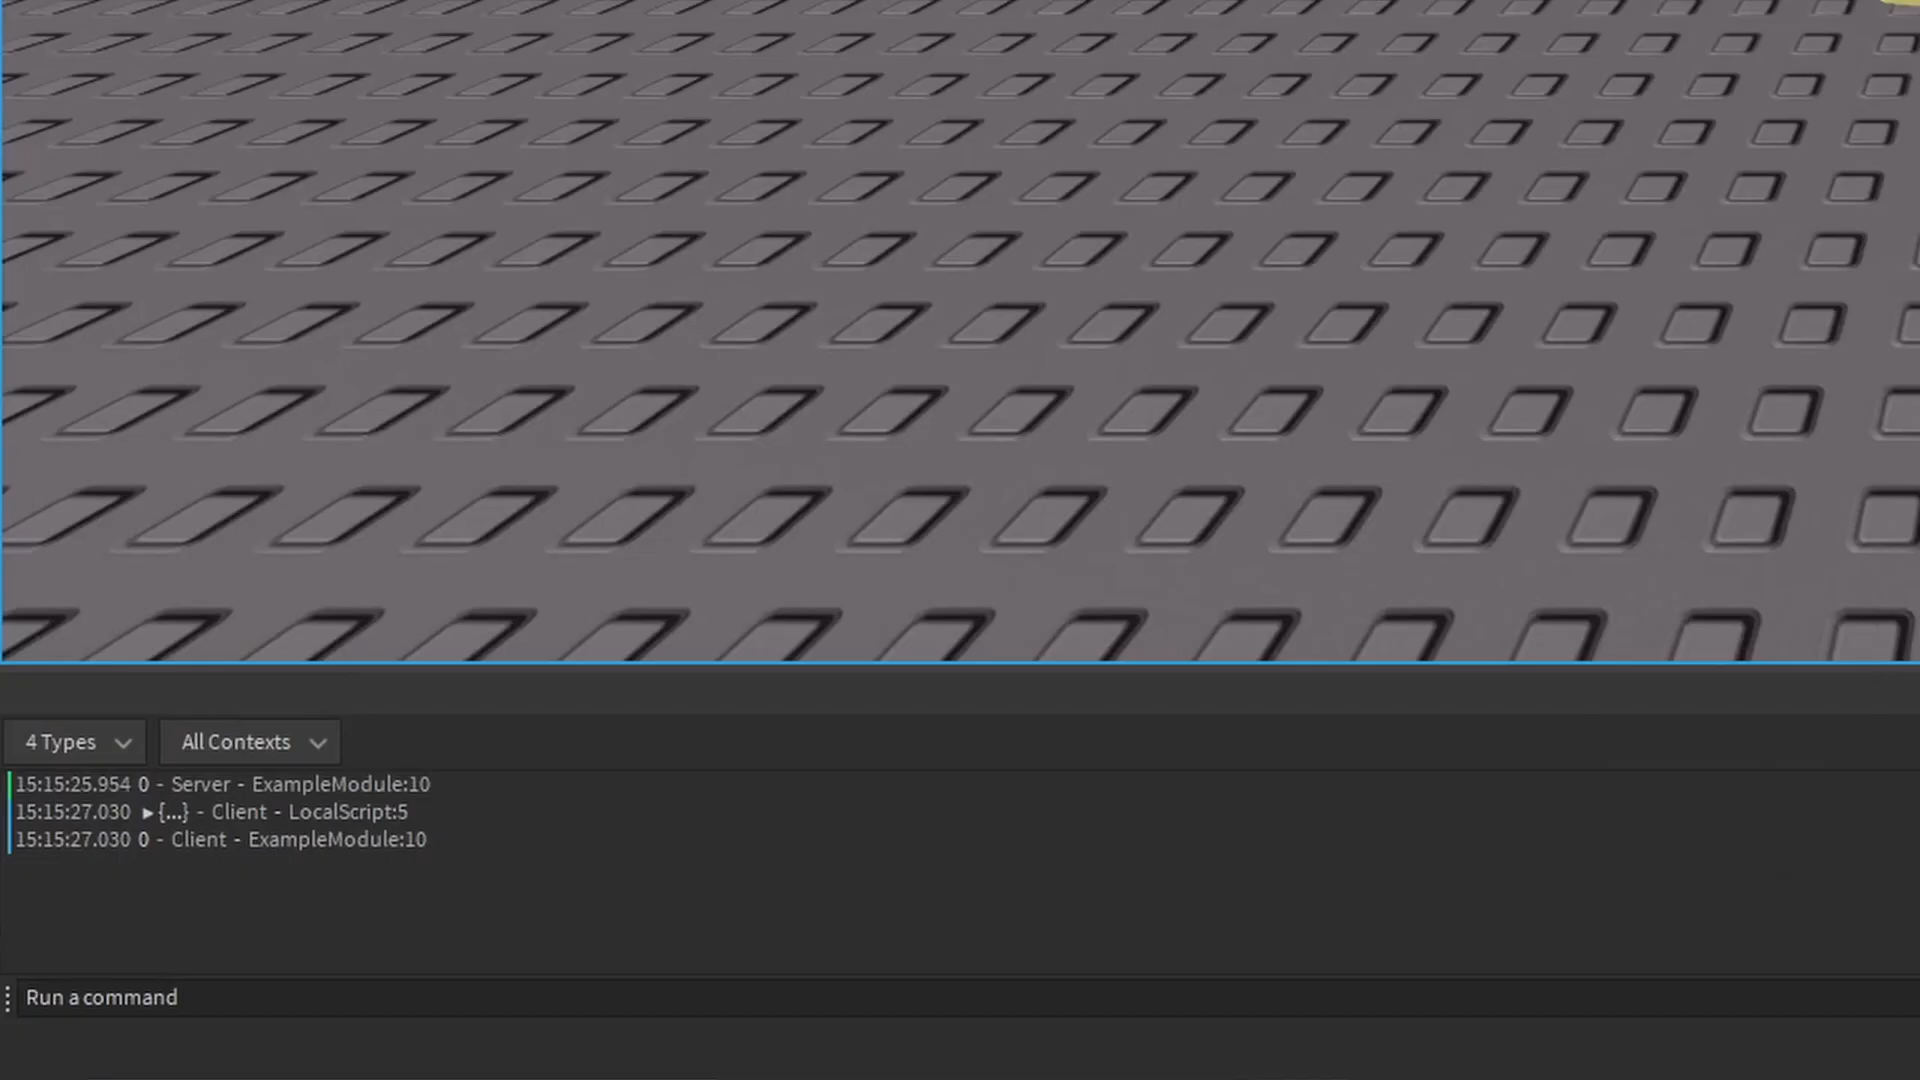 4 Types
All Contexts
15:15:25.954 0 - Server - ExampleModule:10
15:15:27.030 ▶{...} - Client - LocalScript:5
15:15:27.030 0 - Client - ExampleModule:10
Run a command